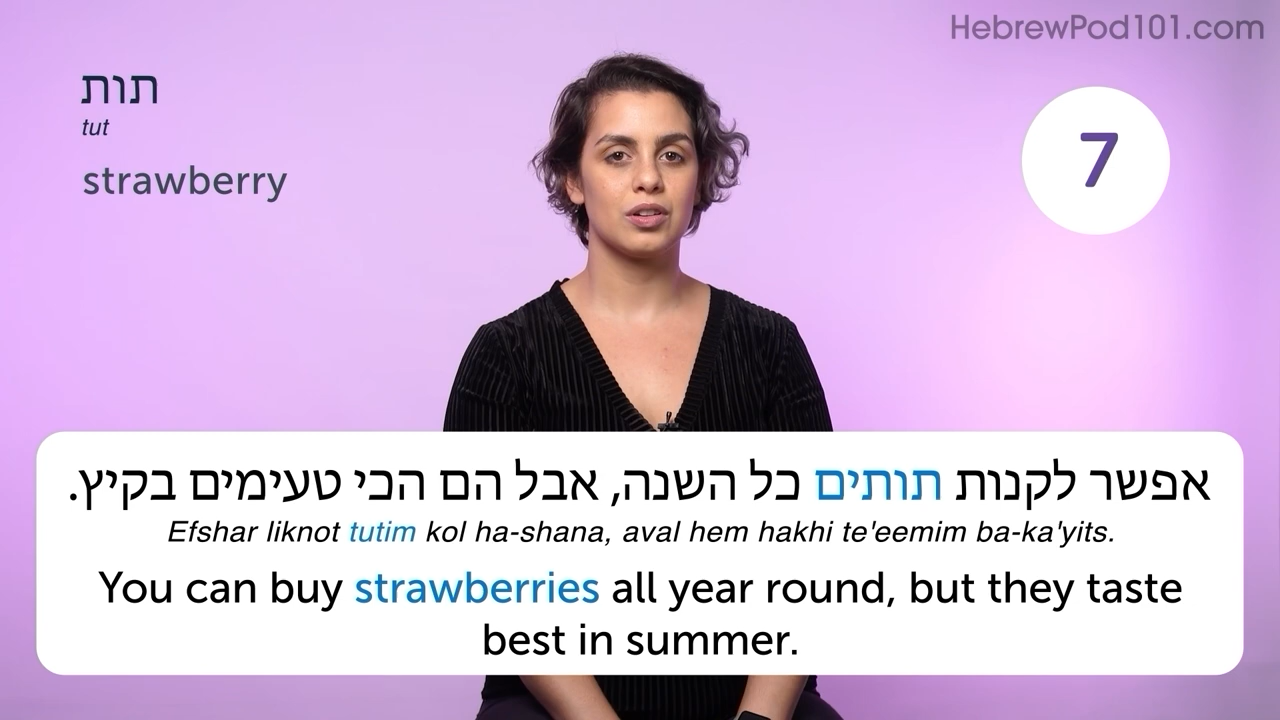 HebrewPod101.com
תות
tut
strawberry
7
אפשר לקנות תותים כל השנה, אבל הם הכי טעימים בקיץ.
Efshar liknot tutim kol ha-shana, aval hem hakhi te'eemim ba-ka'yits.
You can buy strawberries all year round, but they taste
best in summer.